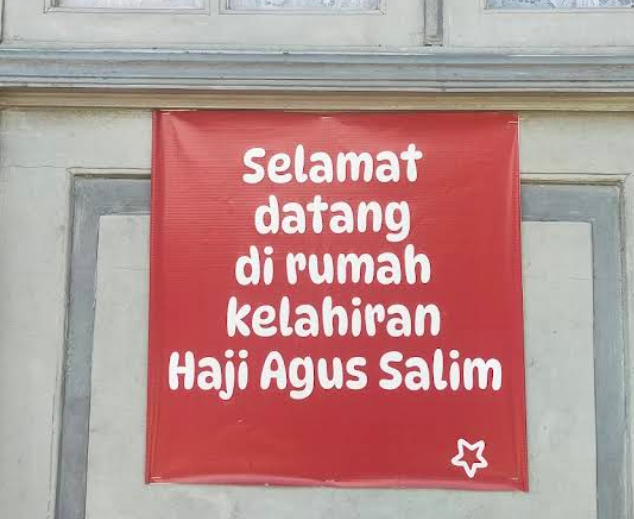 Selamat
datang
di rumah
kelahiran
Haji Agus Salim